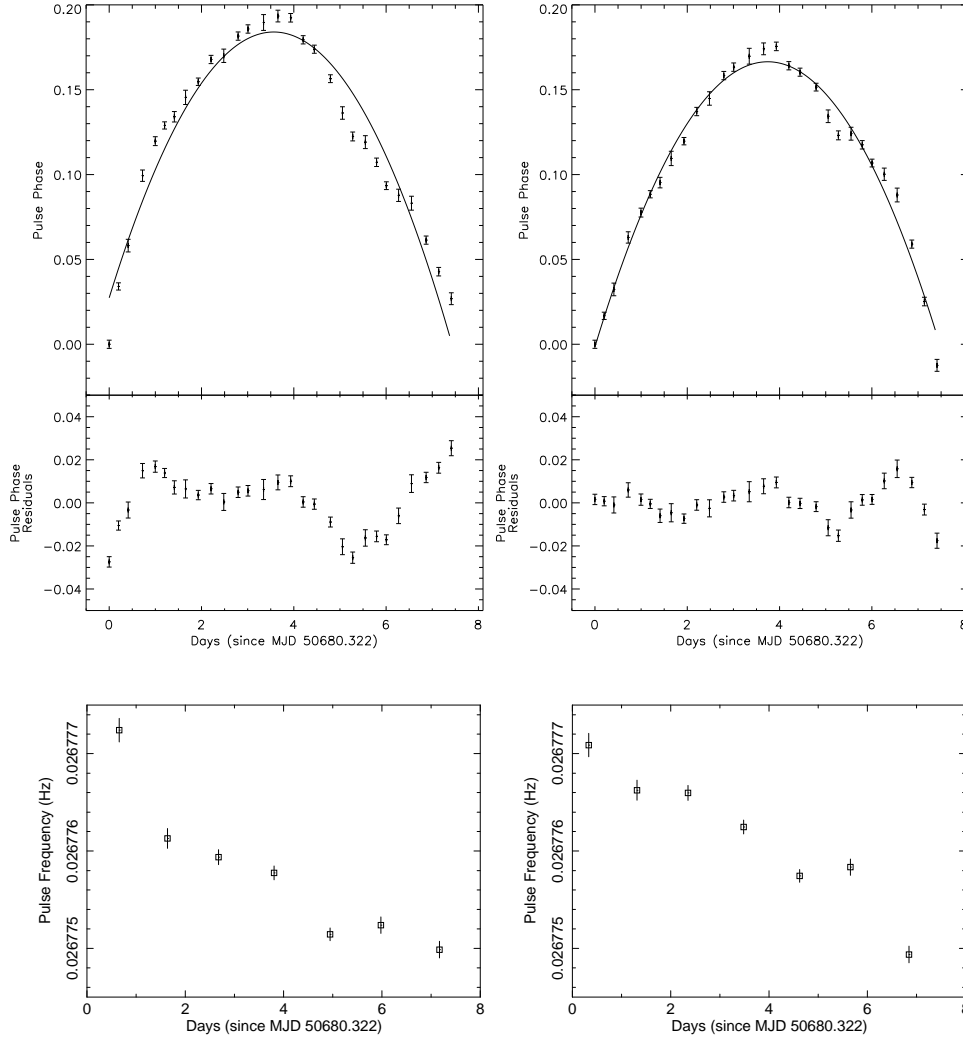 0.20
0.15
0.10
0.05
0.00
Pulse Phase
0.04
0.02
0.00
−0.02
−0.04
Pulse Phase
Residuals
0 2 4 6 8
Days (since MJD 50680.322)
0.20
0.15
0.10
0.05
0.00
Pulse Phase
0.04
0.02
0.00
−0.02
−0.04
Pulse Phase
Residuals
0 2 4 6 8
Days (since MJD 50680.322)
0.026777
0.026776
0.026775
Pulse Frequency (Hz)
0 2 4 6 8
Days (since MJD 50680.322)
0.026777
0.026776
0.026775
Pulse Frequency (Hz)
0 2 4 6
Days (since MJD 50680.322)